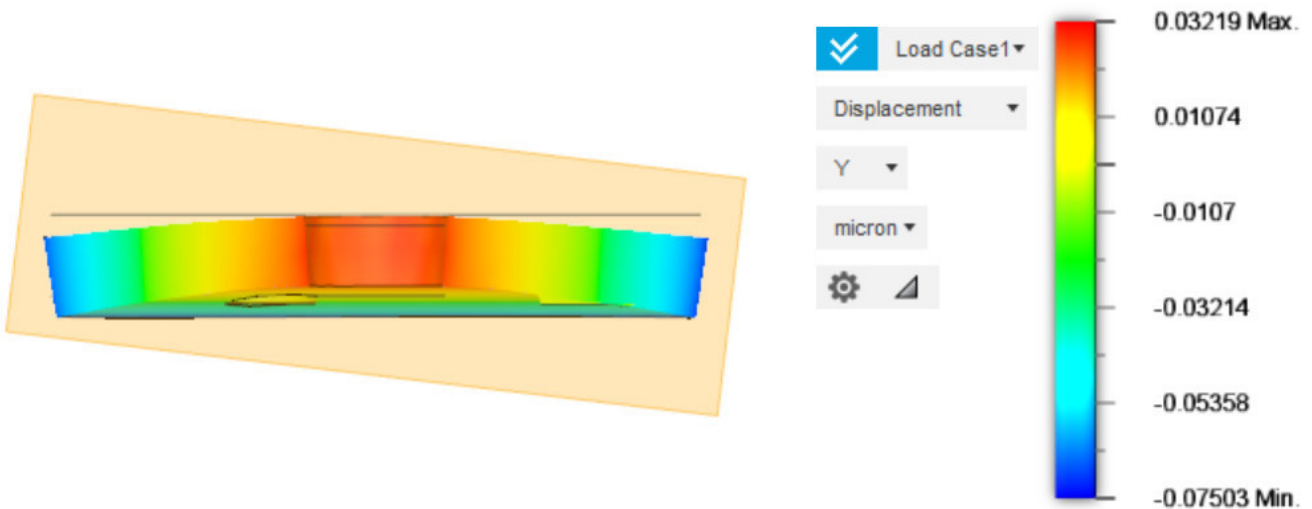 Load Case1
Displacement
Y
micron
0.03219 Max.
0.01074
-0.0107
-0.03214
-0.05358
-0.07503 Min.